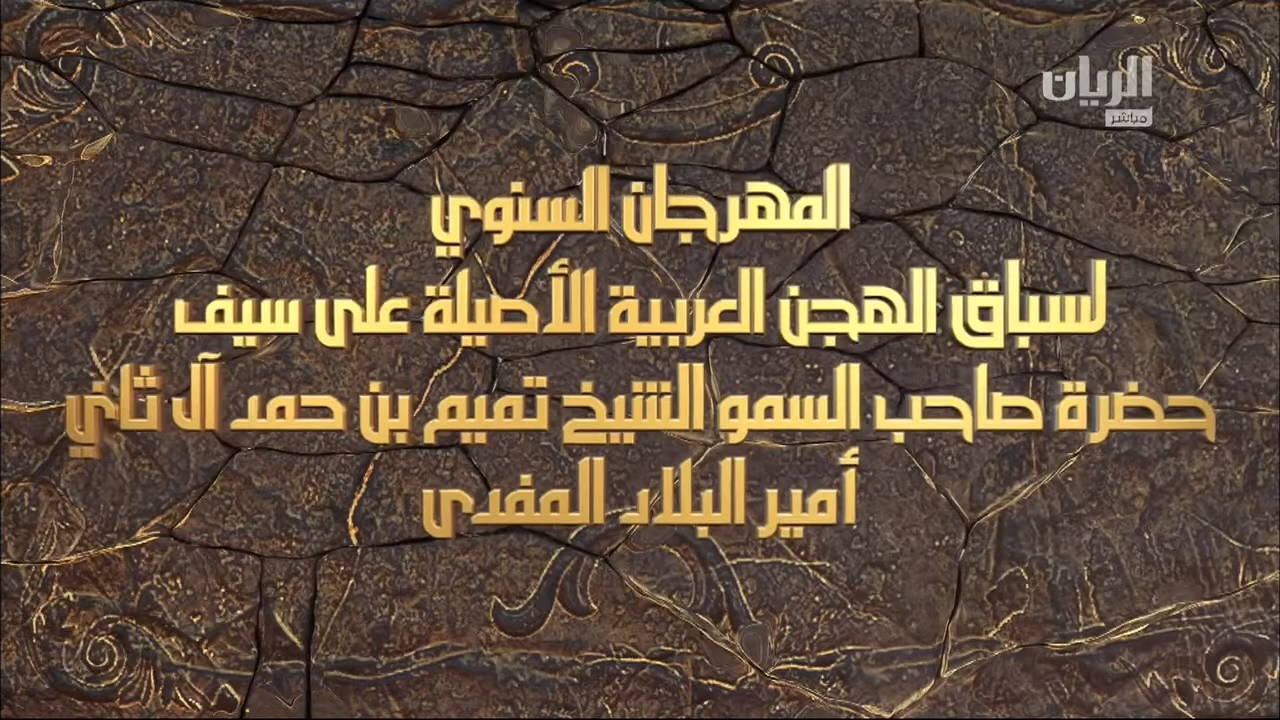 الريان
مباشر
المهرجان السنوي
لسباق الهجن العربية الأصيلة على سيف
حضرة صاحب السمو الشيخ تميم بن حمد آل ثاني
أمير البلاد المفدى